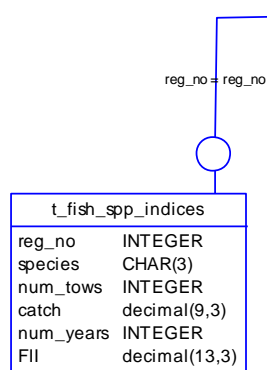 reg_no = reg_no
t_fish_spp_indices
reg_no INTEGER
species CHAR(3)
num_tows INTEGER
catch decimal(9,3)
num_years INTEGER
FII decimal(13,3)